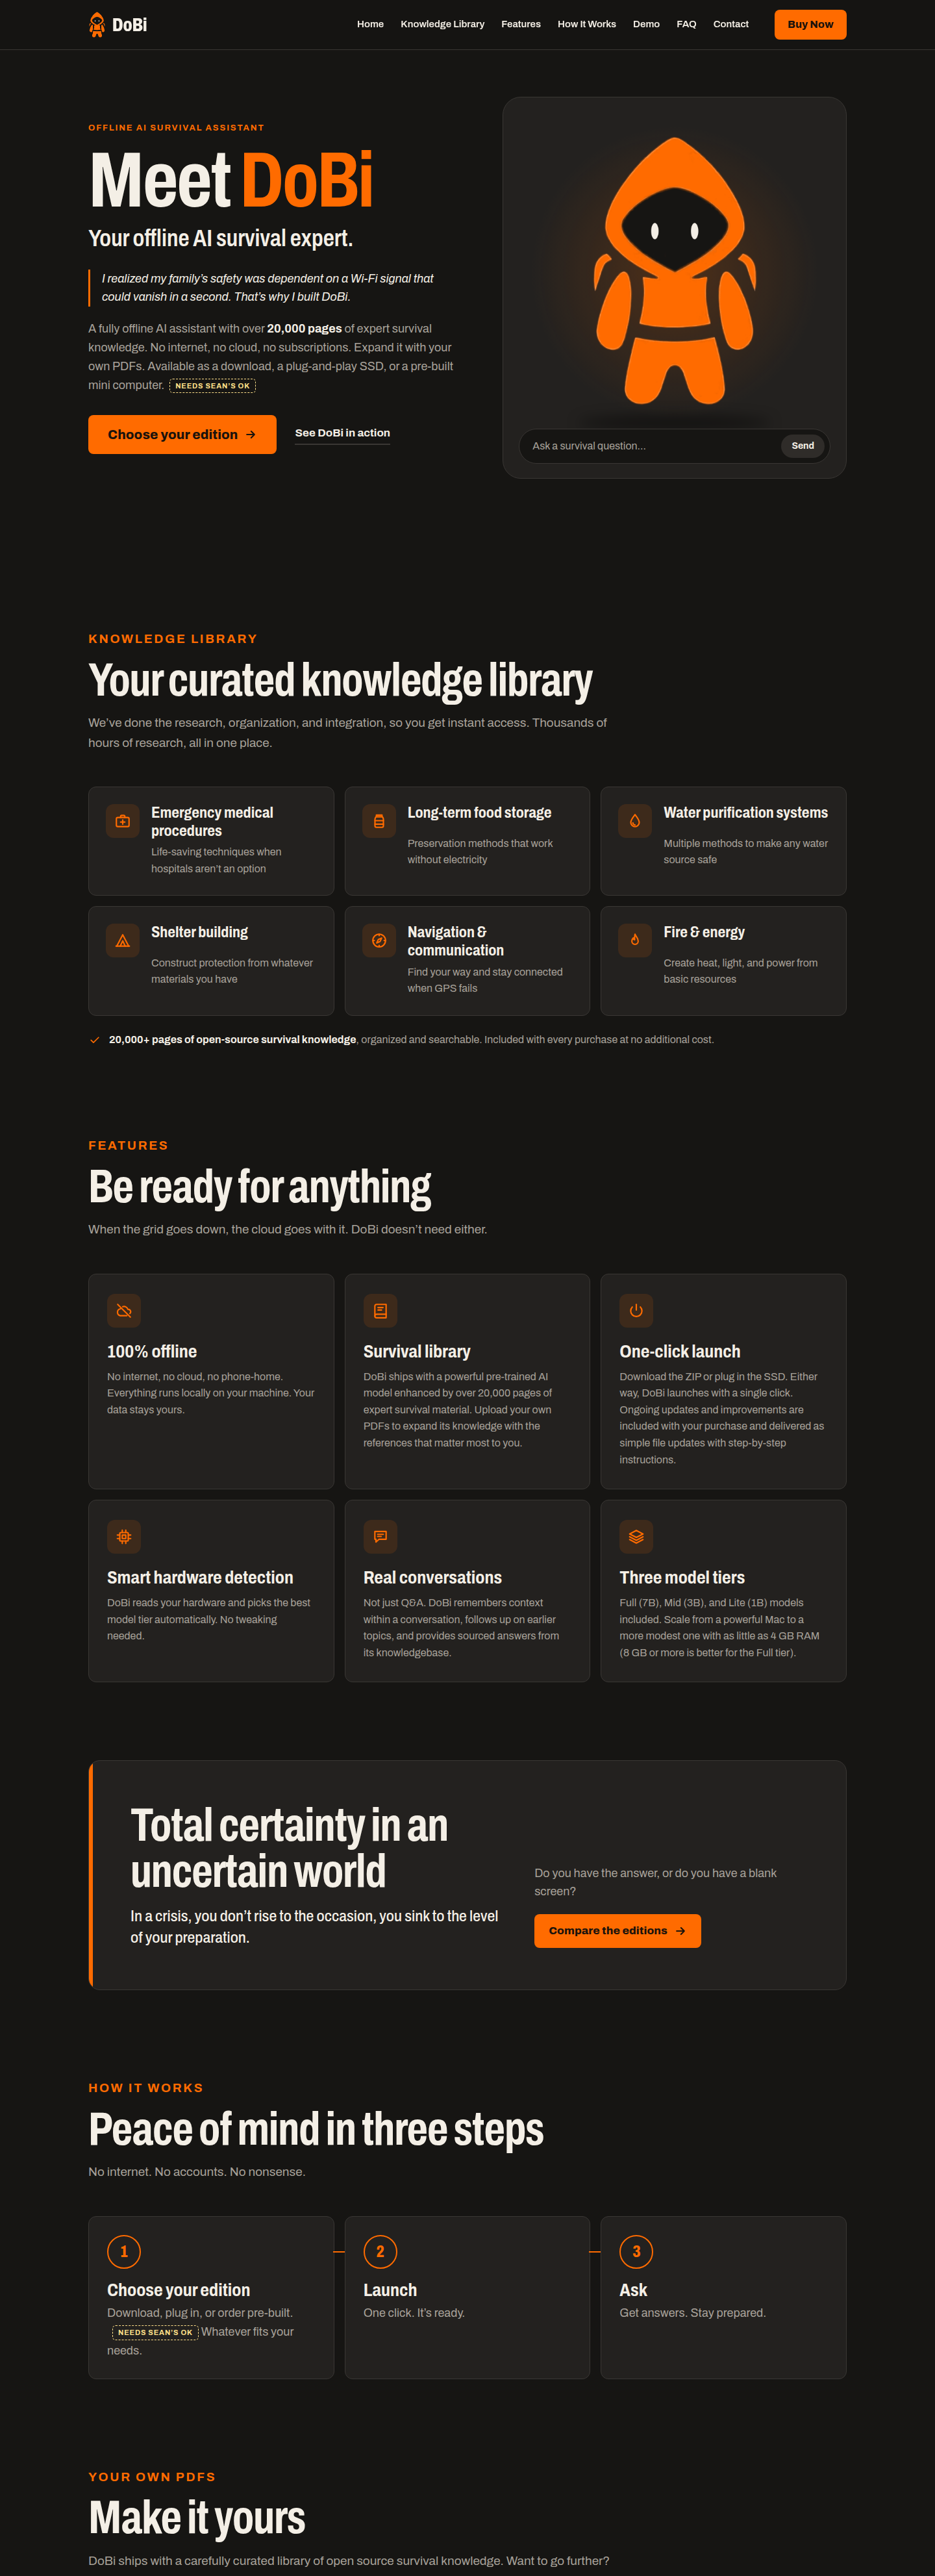 DoBi
Home Knowledge Library Features How It Works Demo FAQ Contact Buy Now
OFFLINE AI SURVIVAL ASSISTANT
Meet DoBi
Your offline AI survival expert.
I realized my family's safety was dependent on a Wi-Fi signal that
could vanish in a second. That's why I built DoBi.
A fully offline AI assistant with over 20,000 pages of expert survival
knowledge. No internet, no cloud, no subscriptions. Expand it with your
own PDFs. Available as a download, a plug-and-play SSD, or a pre-built
mini computer. NEEDS SEAN'S OK
Choose your edition →
See DoBi in action
Ask a survival question...
Send
KNOWLEDGE LIBRARY
Your curated knowledge library
We've done the research, organization, and integration, so you get instant access. Thousands of
hours of research, all in one place.
Emergency medical
procedures
Life-saving techniques when
hospitals aren't an option
Long-term food storage
Preservation methods that work
without electricity
Water purification systems
Multiple methods to make any water
source safe
Shelter building
Construct protection from whatever
materials you have
Navigation &
communication
Find your way and stay connected
when GPS fails
Fire & energy
Create heat, light, and power from
basic resources
20,000+ pages of open-source survival knowledge, organized and searchable. Included with every purchase at no additional cost.
FEATURES
Be ready for anything
When the grid goes down, the cloud goes with it. DoBi doesn't need either.
100% offline
No internet, no cloud, no phone-home.
Everything runs locally on your machine. Your
data stays yours.
Survival library
DoBi ships with a powerful pre-trained AI
model enhanced by over 20,000 pages of
expert survival material. Upload your own
PDFs to expand its knowledge with the
references that matter most to you.
One-click launch
Download the ZIP or plug in the SSD. Either
way, DoBi launches with a single click.
Ongoing updates and improvements are
included with your purchase and delivered as
simple file updates with step-by-step
instructions.
Smart hardware detection
DoBi reads your hardware and picks the best
model tier automatically. No tweaking
needed.
Real conversations
Not just Q&A. DoBi remembers context
within a conversation, follows up on earlier
topics, and provides sourced answers from
its knowledgebase.
Three model tiers
Full (7B), Mid (3B), and Lite (1B) models
included. Scale from a powerful Mac to a
more modest one with as little as 4 GB RAM
(8 GB or more is better for the Full tier).
Total certainty in an
uncertain world
In a crisis, you don't rise to the occasion, you sink to the level
of your preparation.
Do you have the answer, or do you have a blank
screen?
Compare the editions →
HOW IT WORKS
Peace of mind in three steps
No internet. No accounts. No nonsense.
1
Choose your edition
Download, plug in, or order pre-built.
NEEDS SEAN'S OK Whatever fits your
needs.
2
Launch
One click. It's ready.
3
Ask
Get answers. Stay prepared.
YOUR OWN PDFS
Make it yours
DoBi ships with a carefully curated library of open source survival knowledge. Want to go further?